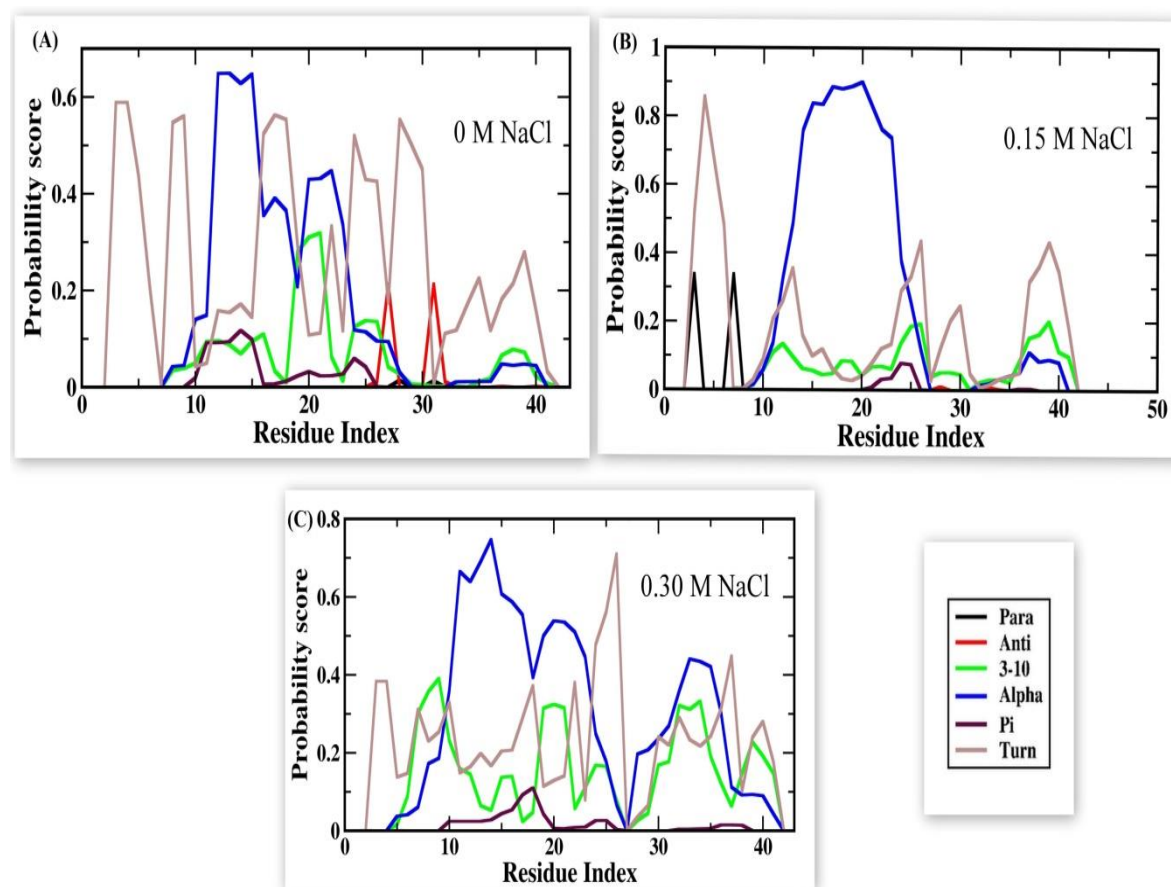 (A)
0 M NaCl
Probabillity score
0.6
0.4
0.2
0
0 10 20 30 40
Residue Index
(B)
0.15 M NaCl
Probability score
1
0.8
0.6
0.4
0.2
0
0 10 20 30 40 50
Residue Index
(C)
0.30 M NaCl
Probability score
0.8
0.6
0.4
0.2
0
0 10 20 30 40
Residue Index
Para
Anti
3-10
Alpha
Pi
Turn